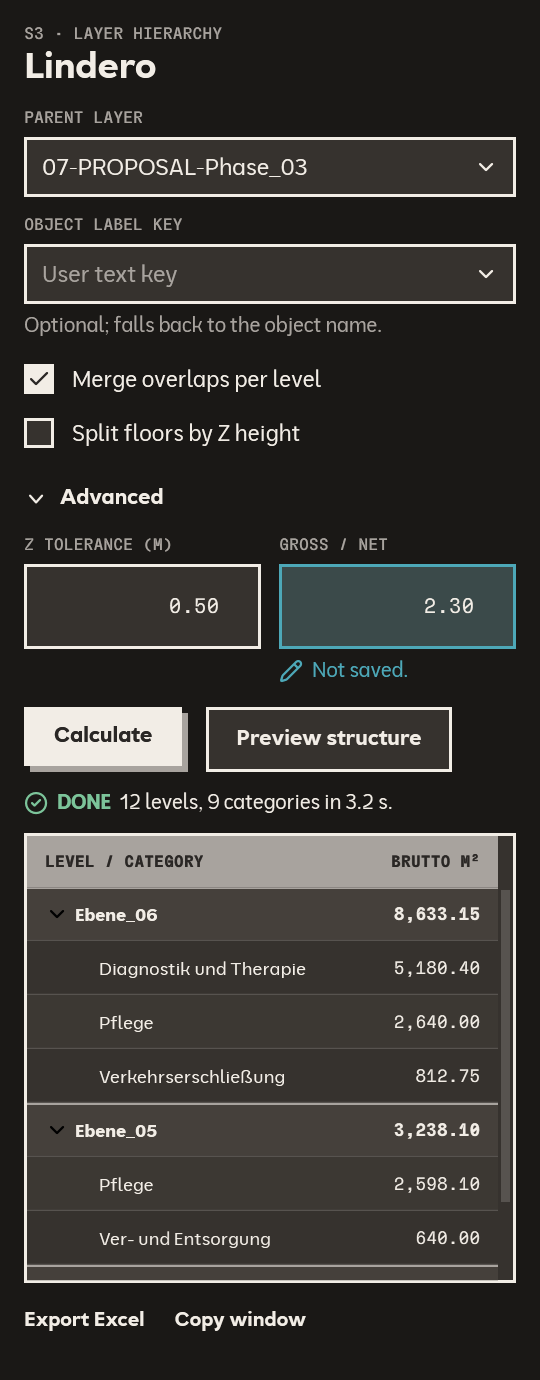 S3 · LAYER HIERARCHY
Lindero
PARENT LAYER
07-PROPOSAL-Phase_03
OBJECT LABEL KEY
User text key
Optional; falls back to the object name.
Merge overlaps per level
Split floors by Z height
Advanced
Z TOLERANCE (M) GROSS / NET
0.50 2.30
Not saved.
Calculate Preview structure
DONE 12 levels, 9 categories in 3.2 s.
LEVEL / CATEGORY BRUTTO M²
Ebene_06 8,633.15
Diagnostik und Therapie 5,180.40
Pflege 2,640.00
Verkehrserschließung 812.75
Ebene_05 3,238.10
Pflege 2,598.10
Ver- und Entsorgung 640.00
Export Excel Copy window